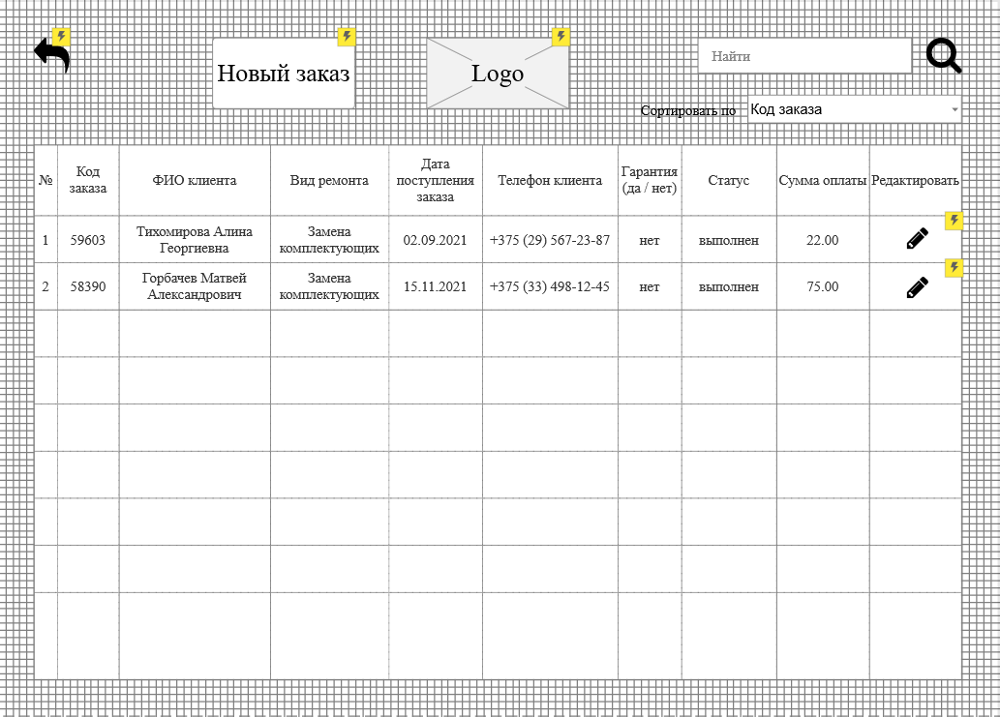 Новый заказ
Logo
Найти
Сортировать по
Код заказа
№
Код
заказа
ФИО клиента
Вид ремонта
Дата
поступления
заказа
Телефон клиента
Гарантия
(да / нет)
Статус
Сумма оплаты
Редактировать
1
59603
Тихомирова Алина
Георгиевна
Замена
комплектующих
02.09.2021
+375 (29) 567-23-87
нет
выполнен
22.00
2
58390
Горбачев Матвей
Александрович
Замена
комплектующих
15.11.2021
+375 (33) 498-12-45
нет
выполнен
75.00